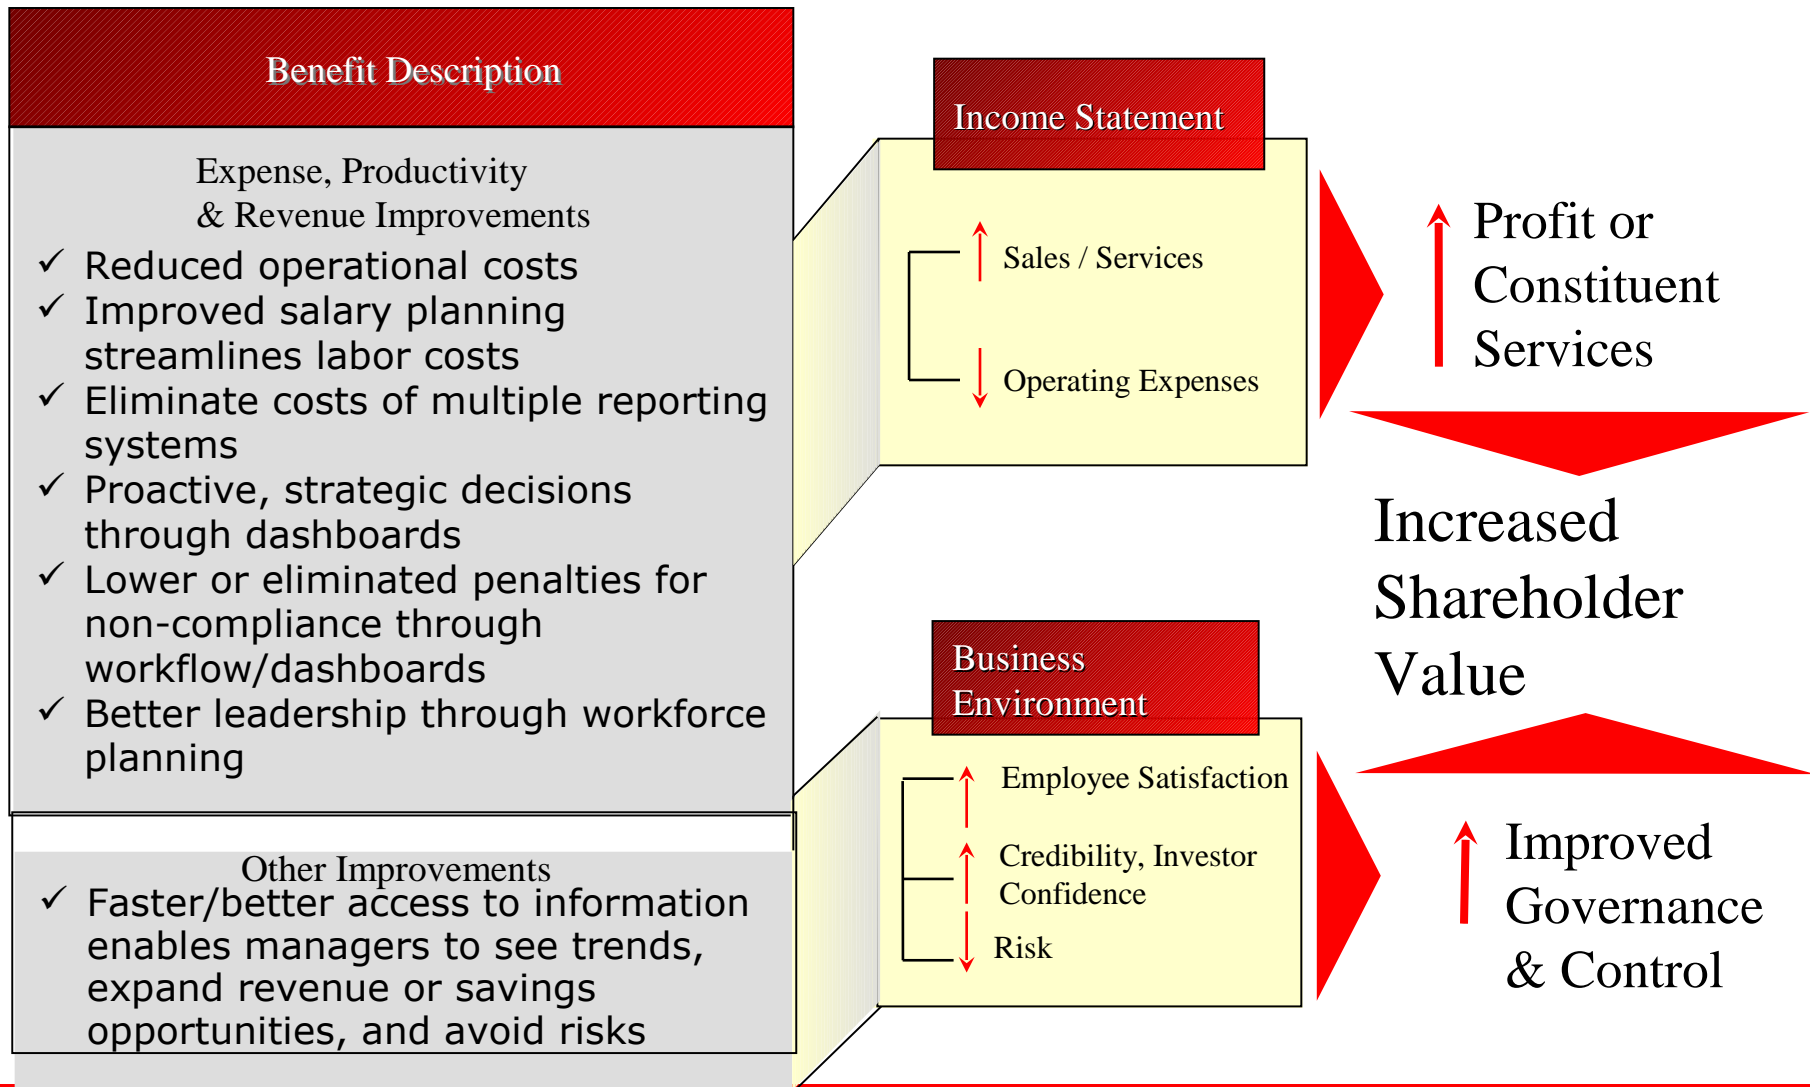 Benefit Description
Expense, Productivity
& Revenue Improvements
✓ Reduced operational costs
✓ Improved salary planning
streamlines labor costs
✓ Eliminate costs of multiple reporting
systems
✓ Proactive, strategic decisions
through dashboards
✓ Lower or eliminated penalties for
non-compliance through
workflow/dashboards
✓ Better leadership through workforce
planning
Other Improvements
✓ Faster/better access to information
enables managers to see trends,
expand revenue or savings
opportunities, and avoid risks
Income Statement
Sales / Services
Operating Expenses
Business
Environment
Employee Satisfaction
Credibility, Investor
Confidence
Risk
Profit or
Constituent
Services
Increased
Shareholder
Value
Improved
Governance
& Control